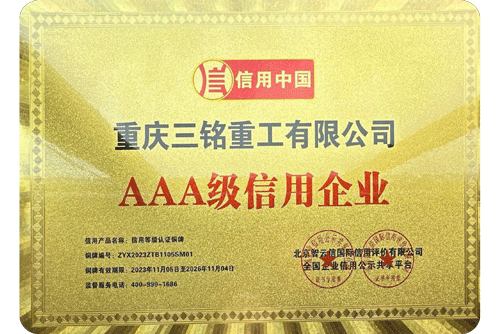 信用中国
重庆三铭重工有限公司
AAA级信用企业
信用产品名称：信用等级认证铜牌
铜牌编号：ZYX2023ZTB1105SM01
铜牌有效期限：2023年11月05日至2026年11月04日
监督服务电话：400-899-1686
北京智云信国际信用评价有限公司
全国企业信用公示共享平台